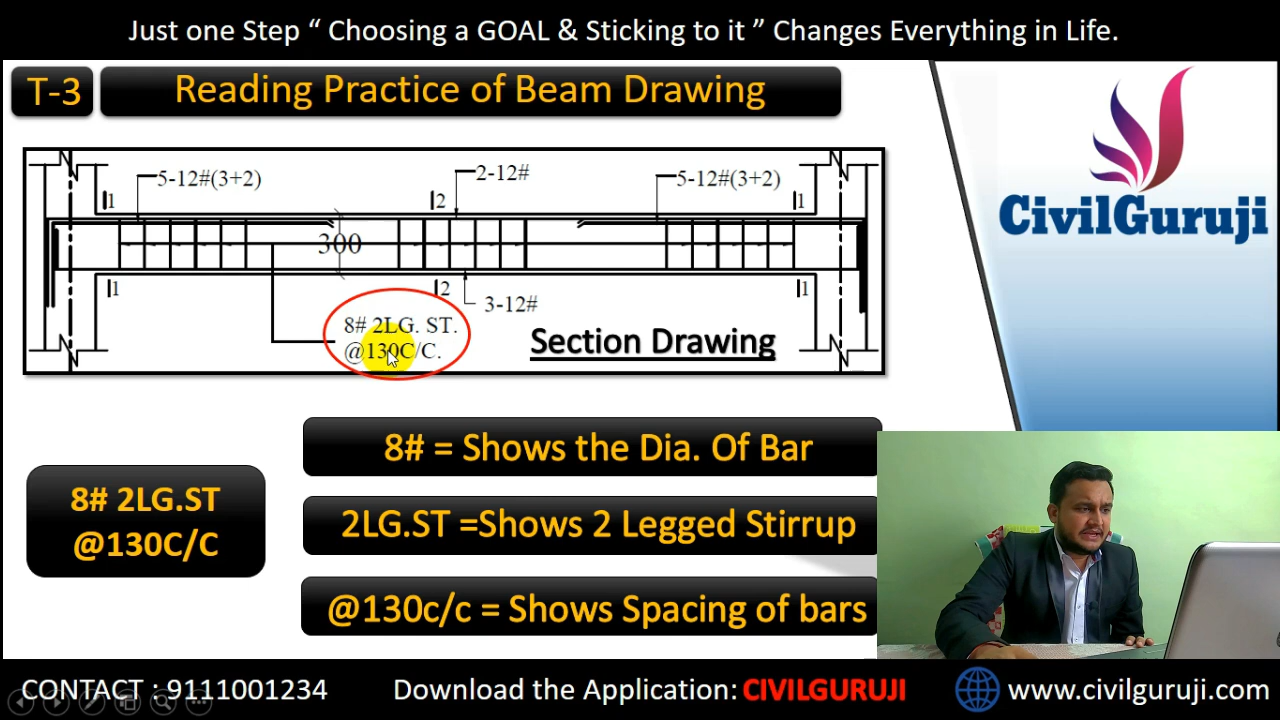 Just one Step “ Choosing a GOAL & Sticking to it ” Changes Everything in Life.
T-3
Reading Practice of Beam Drawing
CivilGuruji
5-12#(3+2)
2-12#
5-12#(3+2)
1
2
1
300
1
2
1
3-12#
8# 2LG. ST.
@130C/C.
Section Drawing
8# 2LG.ST
@130C/C
8# = Shows the Dia. Of Bar
2LG.ST =Shows 2 Legged Stirrup
@130c/c = Shows Spacing of bars
CONTACT : 9111001234
Download the Application: CIVILGURUJI
www.civilguruji.com